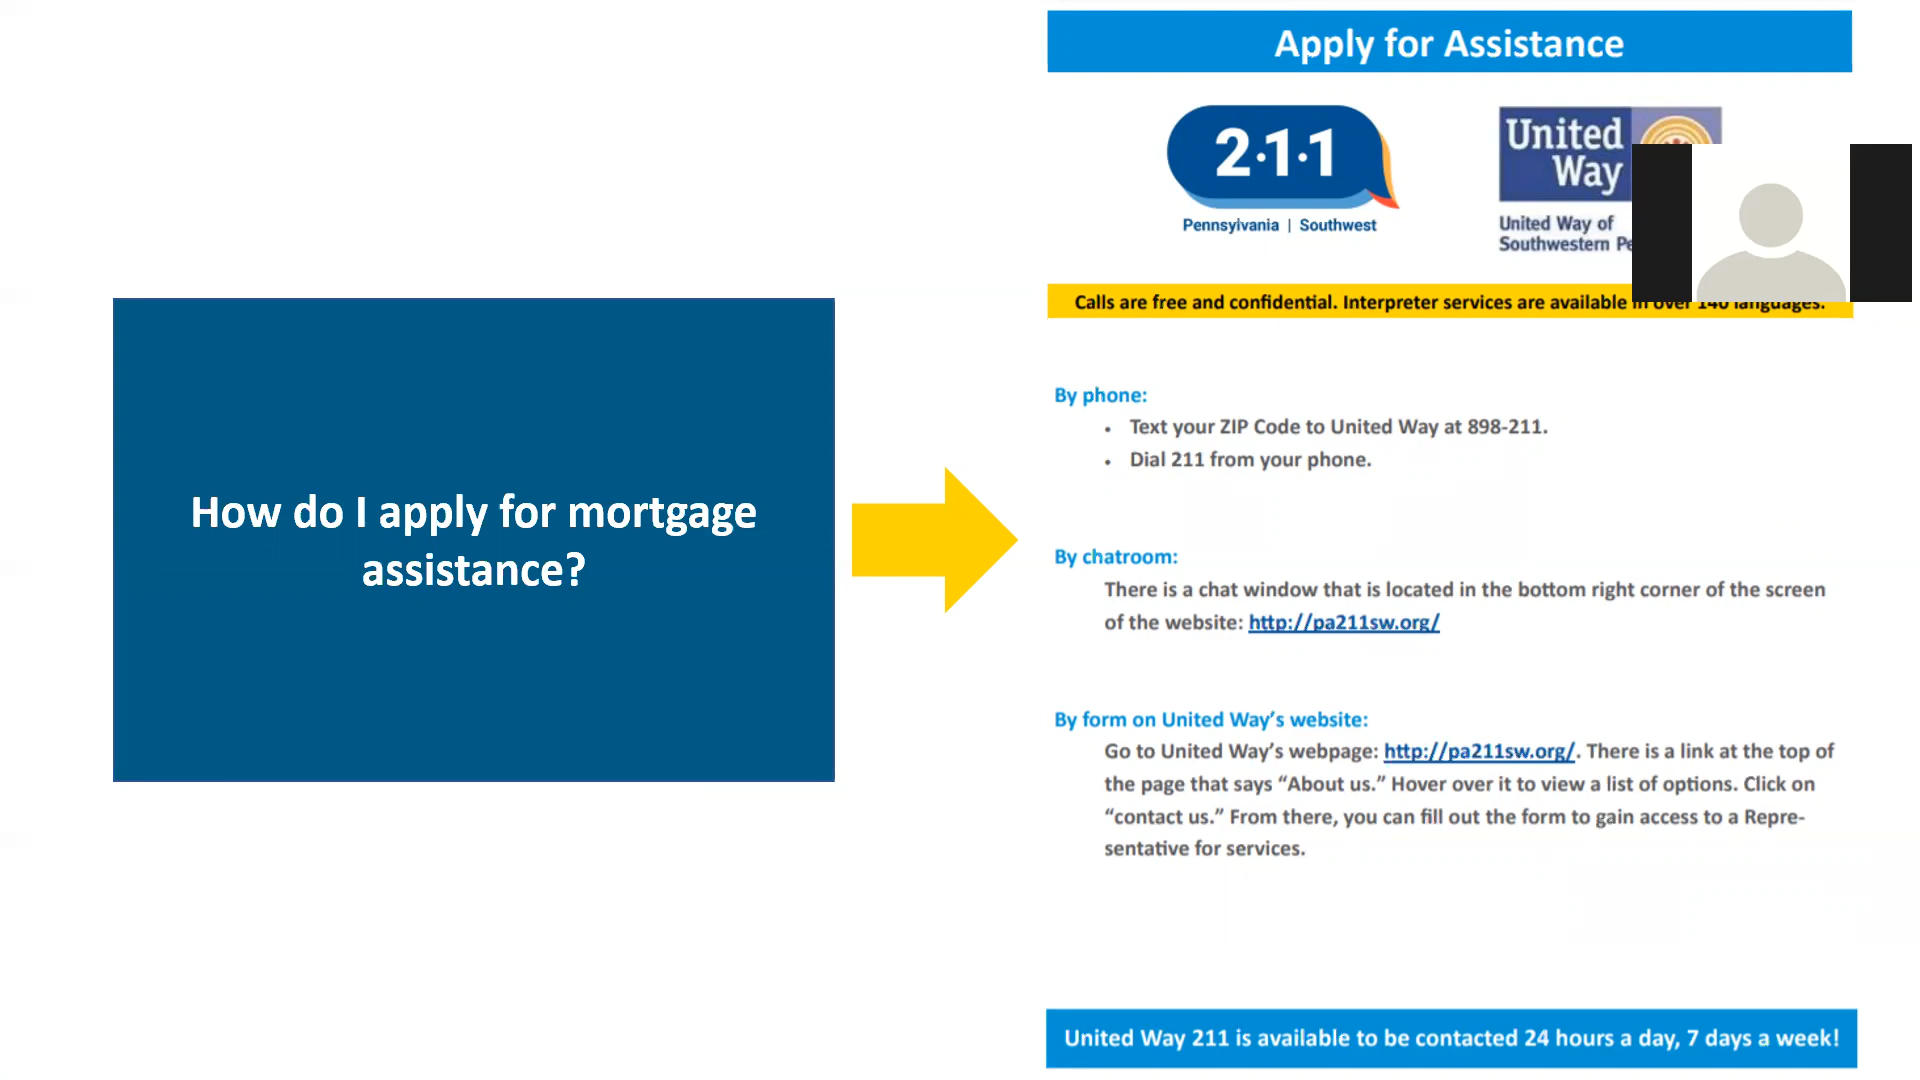 How do I apply for mortgage
assistance?
Apply for Assistance
2·1·1
Pennsylvania | Southwest
United
Way
United Way of
Southwestern
Calls are free and confidential. Interpreter services are available in over 140 languages.
By phone:
• Text your ZIP Code to United Way at 898-211.
• Dial 211 from your phone.
By chatroom:
There is a chat window that is located in the bottom right corner of the screen
of the website: http://pa211sw.org/
By form on United Way’s website:
Go to United Way’s webpage: http://pa211sw.org/. There is a link at the top of
the page that says “About us.” Hover over it to view a list of options. Click on
“contact us.” From there, you can fill out the form to gain access to a Repre-
sentative for services.
United Way 211 is available to be contacted 24 hours a day, 7 days a week!